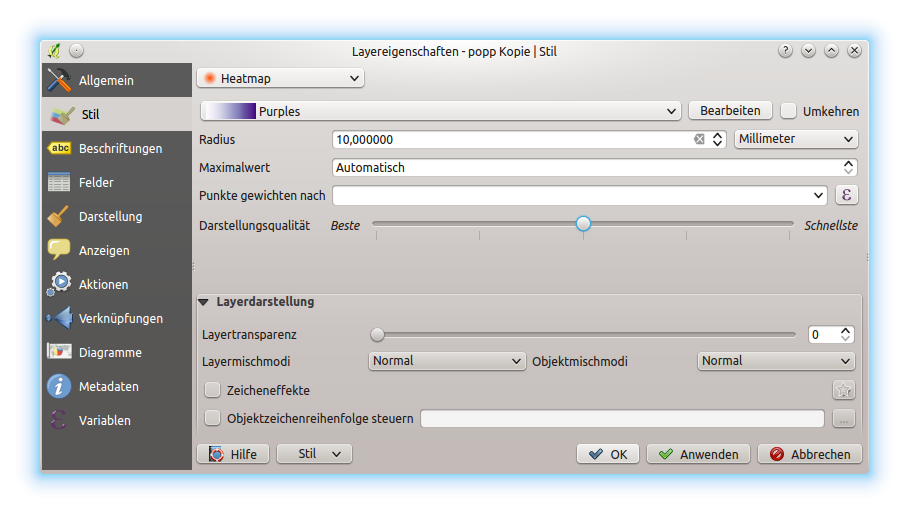 Layereigenschaften - popp Kopie | Stil
Allgemein
Stil
abc Beschriftungen
Felder
Darstellung
Anzeigen
Aktionen
Verknüpfungen
Diagramme
Metadaten
Variablen
Heatmap
Purples Bearbeiten Umkehren
Radius 10,000000 Millimeter
Maximalwert Automatisch
Punkte gewichten nach ε
Darstellungsqualität Beste Schnellste
Layerdarstellung
Layertransparenz 0
Layermischmodi Normal Objektmischmodi Normal
Zeicheneffekte
Objektzeichenreihenfolge steuern ...
Hilfe Stil OK Anwenden Abbrechen